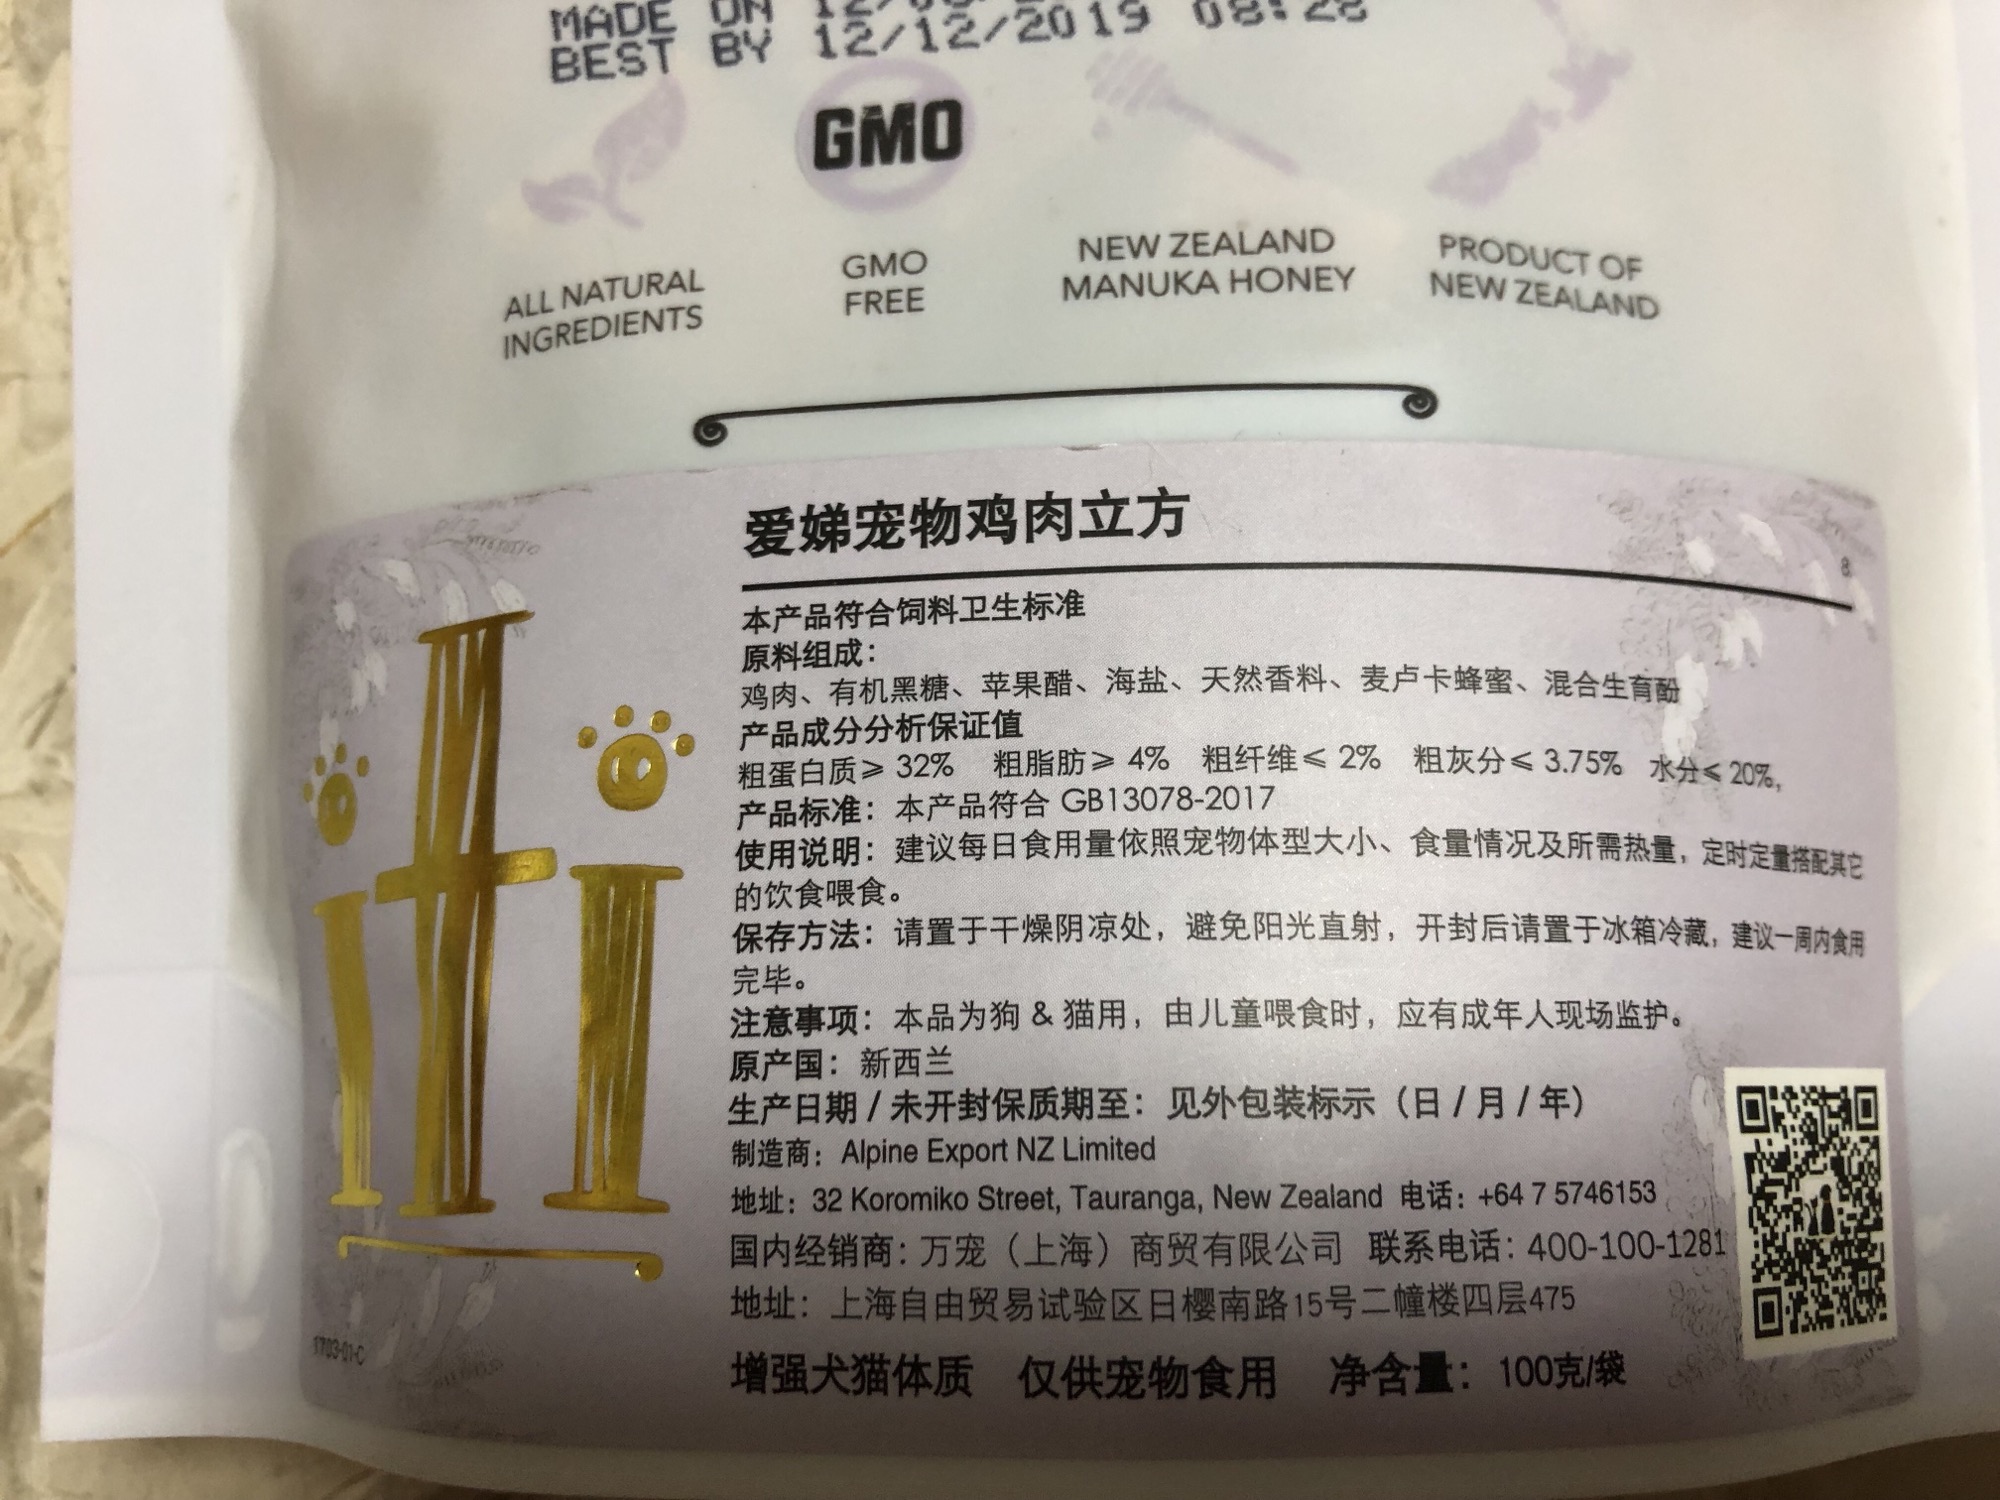 MADE ON
BEST BY 12/12/2019 08:28
GMO
ALL NATURAL
INGREDIENTS
GMO
FREE
NEW ZEALAND
MANUKA HONEY
PRODUCT OF
NEW ZEALAND
爱娣宠物鸡肉立方
8
本产品符合饲料卫生标准
原料组成：
鸡肉、有机黑糖、苹果醋、海盐、天然香料、麦卢卡蜂蜜、混合生育酚
产品成分分析保证值
粗蛋白质≥ 32% 粗脂肪≥ 4% 粗纤维≤ 2% 粗灰分≤ 3.75% 水分≤ 20%,
产品标准：本产品符合 GB13078-2017
使用说明：建议每日食用量依照宠物体型大小、食量情况及所需热量，定时定量搭配其它
的饮食喂食。
保存方法：请置于干燥阴凉处，避免阳光直射，开封后请置于冰箱冷藏，建议一周内食用
完毕。
注意事项：本品为狗 & 猫用，由儿童喂食时，应有成年人现场监护。
原产国：新西兰
生产日期 / 未开封保质期至：见外包装标示（日 / 月 / 年）
制造商：Alpine Export NZ Limited
地址：32 Koromiko Street, Tauranga, New Zealand 电话：+64 7 5746153
国内经销商：万宠（上海）商贸有限公司 联系电话：400-100-1281
地址：上海自由贸易试验区日樱南路15号二幢楼四层475
增强犬猫体质 仅供宠物食用 净含量：100克/袋
iti
1703-01-C